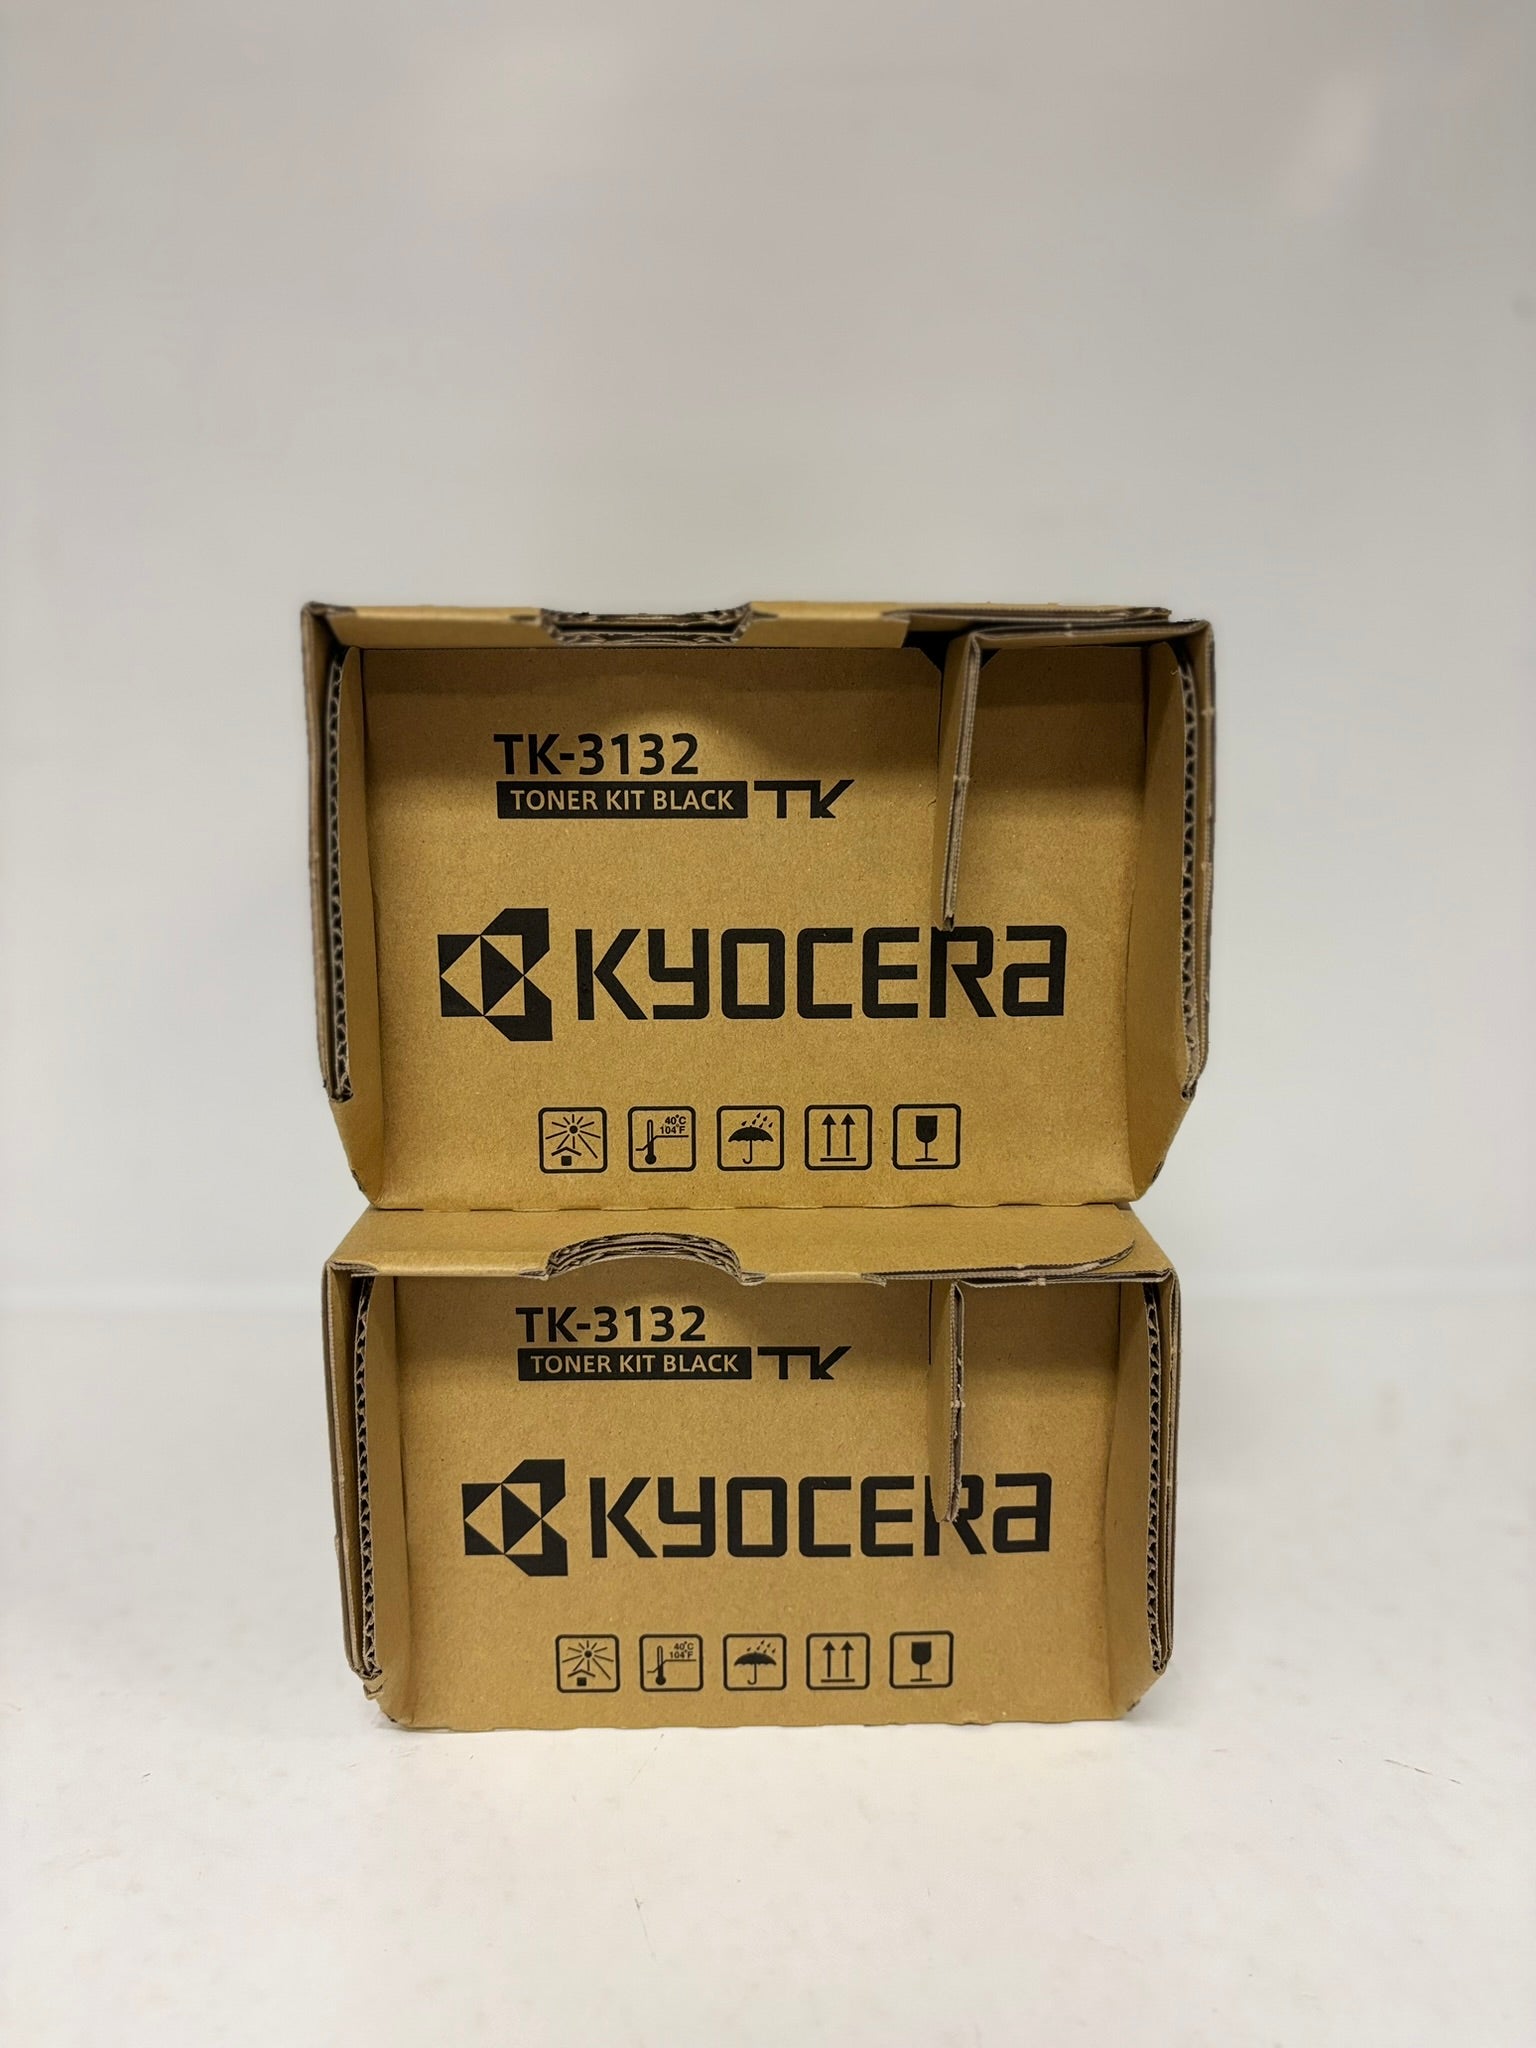 TK-3132
TONER KIT BLACK TK
KYOCERA
40°C
104°F
TK-3132
TONER KIT BLACK TK
KYOCERA
40°C
104°F